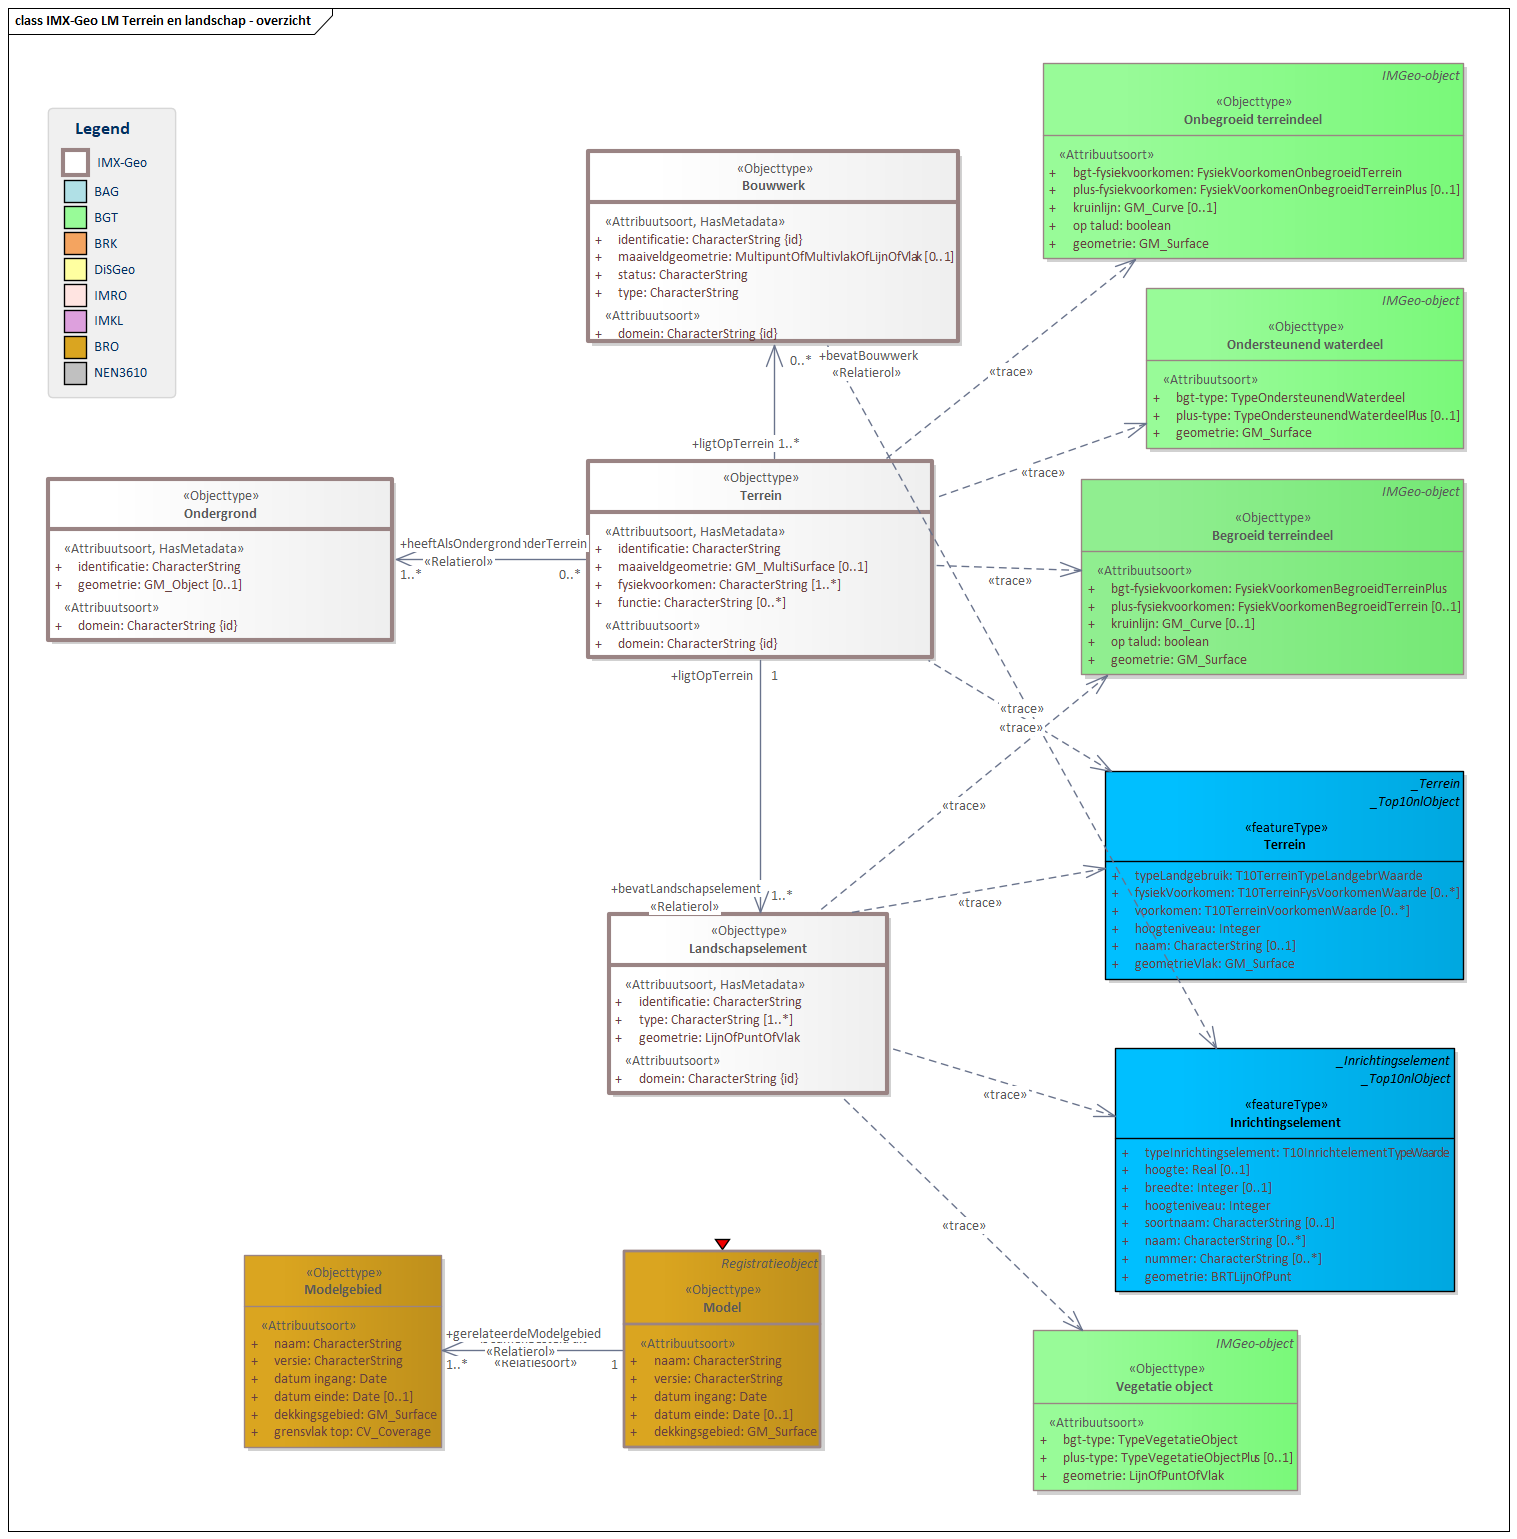 class IMX-Geo LM Terrein en landschap - overzicht
Legend
IMX-Geo
BAG
BGT
BRK
DiSGeo
IMRO
IMKL
BRO
NEN3610
«Objecttype»
Bouwwerk
«Attribuutsoort, HasMetadata»
+ identificatie: CharacterString {id}
+ maaiveldgeometrie: MultipuntOfMultivlakOfLijnOfVlak [0..1]
+ status: CharacterString
+ type: CharacterString
«Attribuutsoort»
+ domein: CharacterString {id}
0..*
+bevatBouwwerk
«Relatierol»
+ligtOpTerrein 1..*
«Objecttype»
Ondergrond
«Attribuutsoort, HasMetadata»
+ identificatie: CharacterString
+ geometrie: GM_Object [0..1]
«Attribuutsoort»
+ domein: CharacterString {id}
+heeftAlsOndergrond
nderTerrein
«Relatierol»
1..*
0..*
«Objecttype»
Terrein
«Attribuutsoort, HasMetadata»
+ identificatie: CharacterString
+ maaiveldgeometrie: GM_MultiSurface [0..1]
+ fysiekvoorkomen: CharacterString [1..*]
+ functie: CharacterString [0..*]
«Attribuutsoort»
+ domein: CharacterString {id}
+ligtOpTerrein 1
+bevatLandschapselement 1..*
«Relatierol»
«Objecttype»
Landschapselement
«Attribuutsoort, HasMetadata»
+ identificatie: CharacterString
+ type: CharacterString [1..*]
+ geometrie: LijnOfPuntOfVlak
«Attribuutsoort»
+ domein: CharacterString {id}
IMGeo-object
«Objecttype»
Onbegroeid terreindeel
«Attribuutsoort»
+ bgt-fysiekvoorkomen: FysiekVoorkomenOnbegroeidTerrein
+ plus-fysiekvoorkomen: FysiekVoorkomenOnbegroeidTerreinPlus [0..1]
+ kruinlijn: GM_Curve [0..1]
+ op talud: boolean
+ geometrie: GM_Surface
«trace»
IMGeo-object
«Objecttype»
Ondersteunend waterdeel
«Attribuutsoort»
+ bgt-type: TypeOndersteunendWaterdeel
+ plus-type: TypeOndersteunendWaterdeelPlus [0..1]
+ geometrie: GM_Surface
«trace»
IMGeo-object
«Objecttype»
Begroeid terreindeel
«Attribuutsoort»
+ bgt-fysiekvoorkomen: FysiekVoorkomenBegroeidTerreinPlus
+ plus-fysiekvoorkomen: FysiekVoorkomenBegroeidTerrein [0..1]
+ kruinlijn: GM_Curve [0..1]
+ op talud: boolean
+ geometrie: GM_Surface
«trace»
«trace»
«trace»
«trace»
_Terrein
_Top10nlObject
«featureType»
Terrein
+ typeLandgebruik: T10TerreinTypeLandgebrWaarde
+ fysiekVoorkomen: T10TerreinFysVoorkomenWaarde [0..*]
+ voorkomen: T10TerreinVoorkomenWaarde [0..*]
+ hoogteniveau: Integer
+ naam: CharacterString [0..1]
+ geometrieVlak: GM_Surface
«trace»
_Inrichtingselement
_Top10nlObject
«featureType»
Inrichtingselement
+ typeInrichtingselement: T10InrichtelementTypeWaarde
+ hoogte: Real [0..1]
+ breedte: Integer [0..1]
+ hoogteniveau: Integer
+ soortnaam: CharacterString [0..1]
+ naam: CharacterString [0..*]
+ nummer: CharacterString [0..*]
+ geometrie: BRTLijnOfPunt
«trace»
«trace»
IMGeo-object
«Objecttype»
Vegetatie object
«Attribuutsoort»
+ bgt-type: TypeVegetatieObject
+ plus-type: TypeVegetatieObjectPlus [0..1]
+ geometrie: LijnOfPuntOfVlak
«Objecttype»
Modelgebied
«Attribuutsoort»
+ naam: CharacterString
+ versie: CharacterString
+ datum ingang: Date
+ datum einde: Date [0..1]
+ dekkingsgebied: GM_Surface
+ grensvlak top: CV_Coverage
+gerelateerdeModelgebied
«Relatierol»
1..*
«Relatiesoort»
1
Registratieobject
«Objecttype»
Model
«Attribuutsoort»
+ naam: CharacterString
+ versie: CharacterString
+ datum ingang: Date
+ datum einde: Date [0..1]
+ dekkingsgebied: GM_Surface